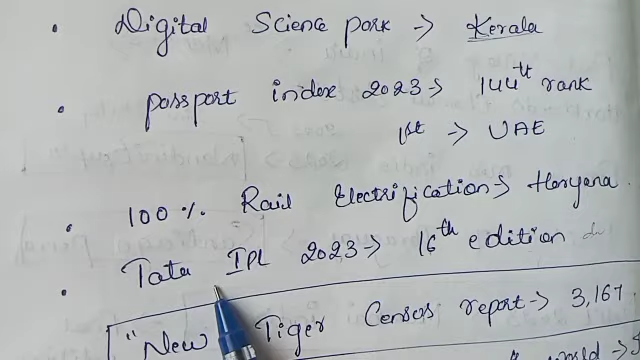 • Digital Science park → Kerala
• passport index 2023 → 144th rank
1st → UAE
• 100% Rail Electrification → Haryana
• Tata IPL 2023 → 16th edition
"New Tiger Census report → 3,167
world →